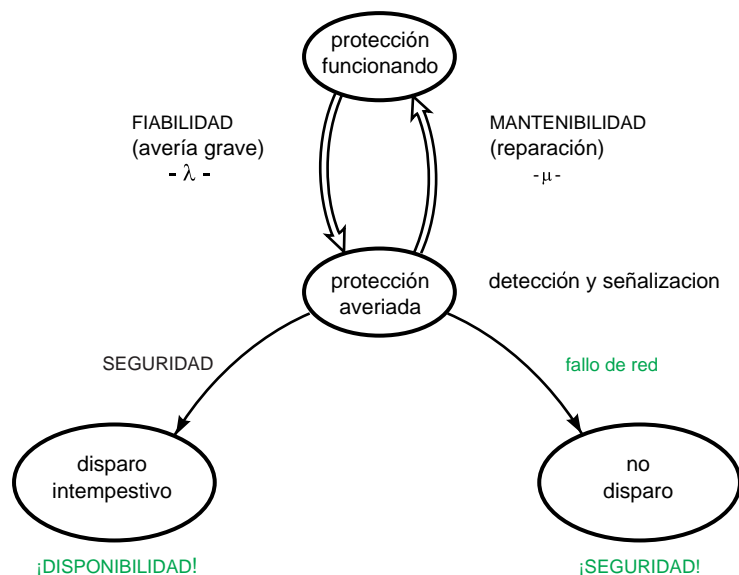 protección
funcionando
FIABILIDAD
(avería grave)
- λ -
MANTENIBILIDAD
(reparación)
- μ -
protección
averiada
detección y señalizacion
SEGURIDAD
fallo de red
disparo
intempestivo
no
disparo
¡DISPONIBILIDAD!
¡SEGURIDAD!